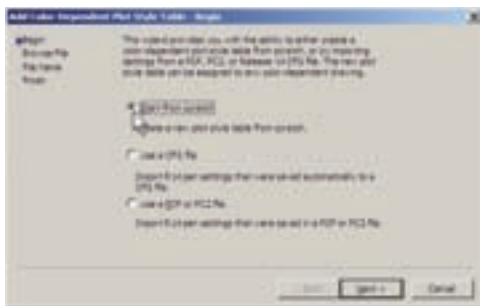 Add Color-Dependent Plot Style Table - Begin
Begin
Browse File
File Name
Finish
This wizard provides you with the ability to either create a
color-dependent plot style table from scratch, or by importing
settings from a PCP, PC2, or Release 14 CFG file. The new plot
style table can be assigned to any color-dependent drawing.
Start from scratch
Create a new plot style table from scratch.
Use a CFG file
Import R14 pen settings that were saved automatically to a
CFG file.
Use a PCP or PC2 file
Import R14 pen settings that were saved in a PCP or PC2 file.
Next >
Cancel